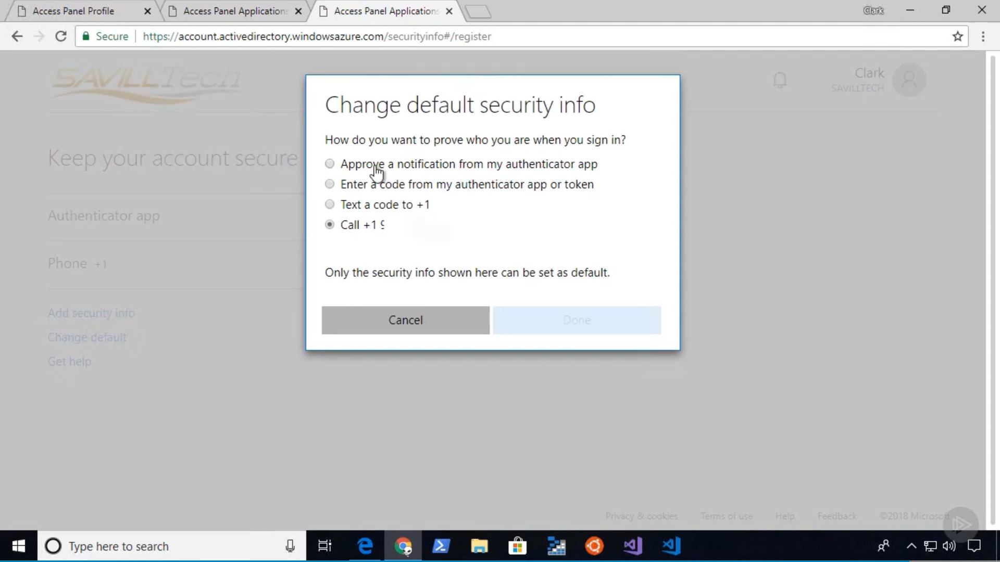 Access Panel Profile
Access Panel Applications
Access Panel Applications
Clark
Secure
https://account.activedirectory.windowsazure.com/securityinfo#/register
SAVILLTech
Clark
SAVILLTECH
Keep your account secure
Authenticator app
Phone +1
Add security info
Change default
Get help
Change default security info
How do you want to prove who you are when you sign in?
Approve a notification from my authenticator app
Enter a code from my authenticator app or token
Text a code to +1
Call +1
Only the security info shown here can be set as default.
Cancel
Done
Privacy & cookies
Terms of use
Help
Feedback
©2018 Microsoft
Type here to search